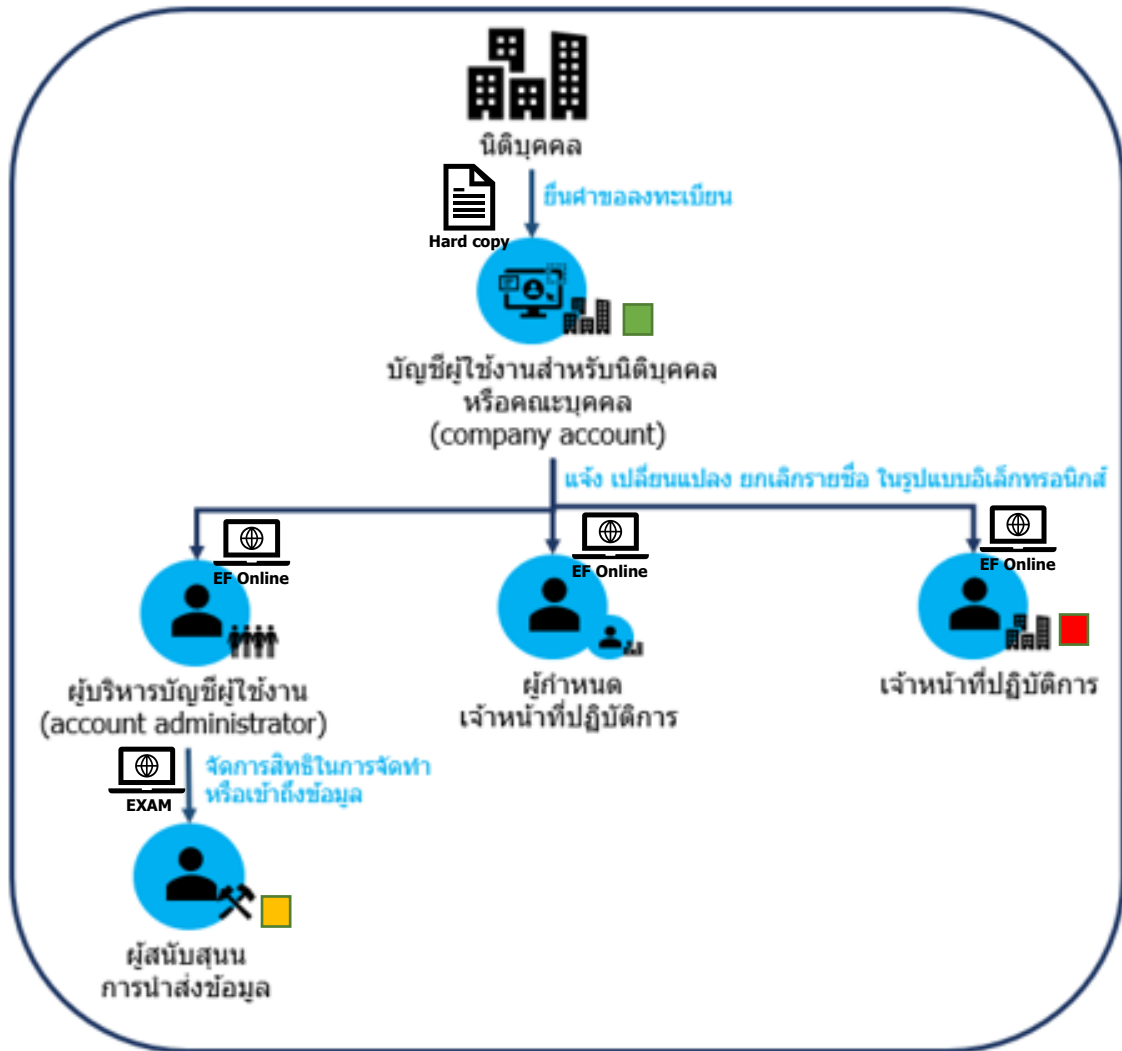 นิติบุคคล
ยื่นคำขอลงทะเบียน
Hard copy
บัญชีผู้ใช้งานสำหรับนิติบุคคล
หรือคณะบุคคล
(company account)
แจ้ง เปลี่ยนแปลง ยกเลิกรายชื่อ ในรูปแบบอิเล็กทรอนิกส์
EF Online
EF Online
EF Online
ผู้บริหารบัญชีผู้ใช้งาน
(account administrator)
ผู้กำหนด
เจ้าหน้าที่ปฏิบัติการ
เจ้าหน้าที่ปฏิบัติการ
EXAM
จัดการสิทธิในการจัดทำ
หรือเข้าถึงข้อมูล
ผู้สนับสุนน
การนำส่งข้อมูล